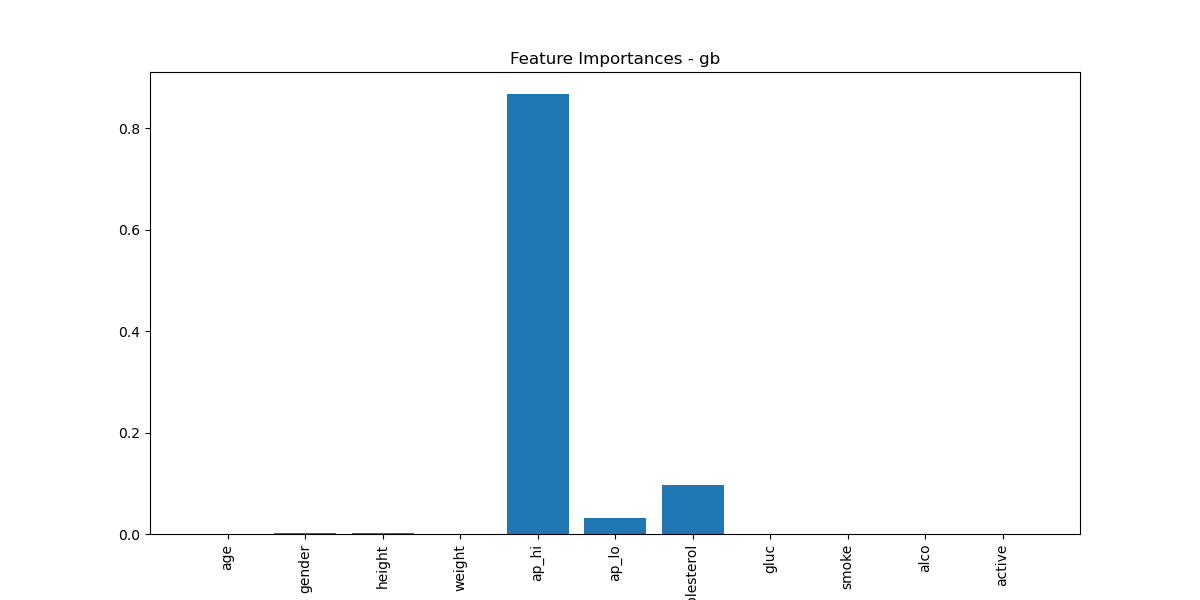 Feature Importances - gb
0.8
0.6
0.4
0.2
0.0
age
gender
height
weight
ap_hi
ap_lo
olesterol
gluc
smoke
alco
active